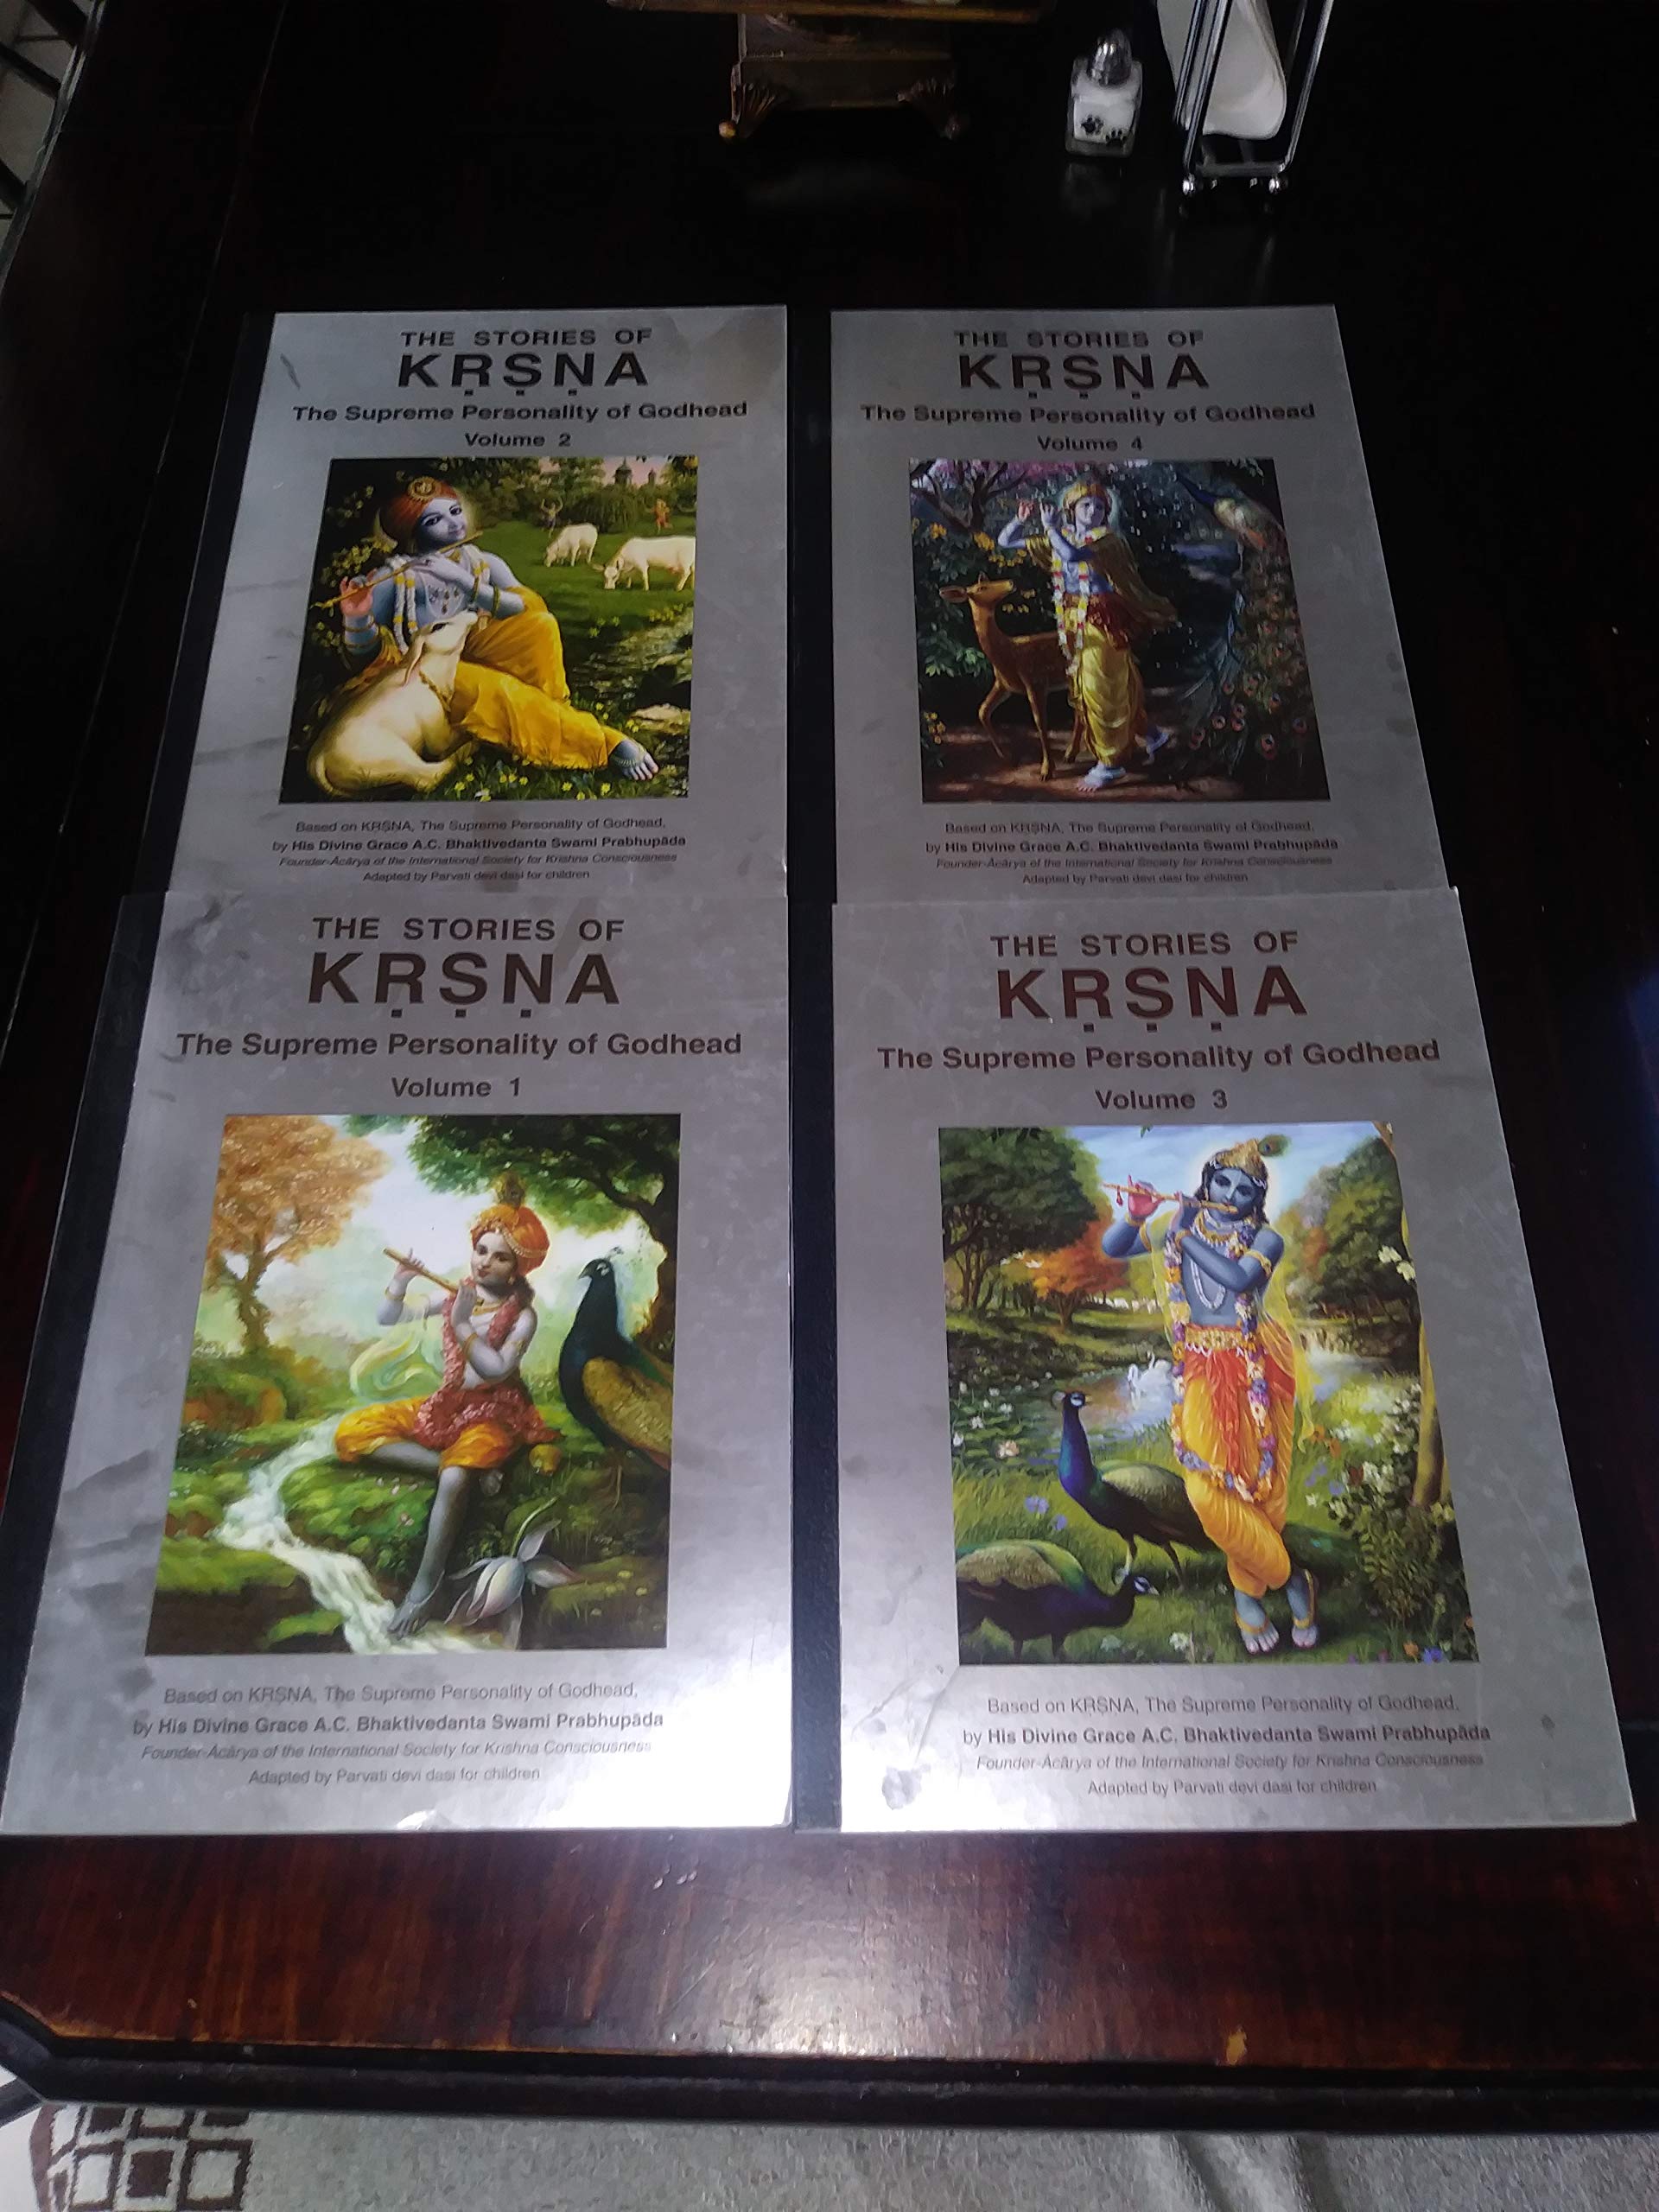 THE STORIES OF
KṚṢṆA
The Supreme Personality of Godhead
Volume 2
Based on KṚṢṆA, The Supreme Personality of Godhead,
by His Divine Grace A.C. Bhaktivedanta Swami Prabhupāda
Founder-Ācārya of the International Society for Krishna Consciousness
Adapted by Parvati devi dasi for children
THE STORIES OF
KṚṢṆA
The Supreme Personality of Godhead
Volume 4
Based on KṚṢṆA, The Supreme Personality of Godhead,
by His Divine Grace A.C. Bhaktivedanta Swami Prabhupāda
Founder-Ācārya of the International Society for Krishna Consciousness
Adapted by Parvati devi dasi for children
THE STORIES OF
KṚṢṆA
The Supreme Personality of Godhead
Volume 1
Based on KṚṢṆA, The Supreme Personality of Godhead,
by His Divine Grace A.C. Bhaktivedanta Swami Prabhupāda
Founder-Ācārya of the International Society for Krishna Consciousness
Adapted by Parvati devi dasi for children
THE STORIES OF
KṚṢṆA
The Supreme Personality of Godhead
Volume 3
Based on KṚṢṆA, The Supreme Personality of Godhead,
by His Divine Grace A.C. Bhaktivedanta Swami Prabhupāda
Founder-Ācārya of the International Society for Krishna Consciousness
Adapted by Parvati devi dasi for children